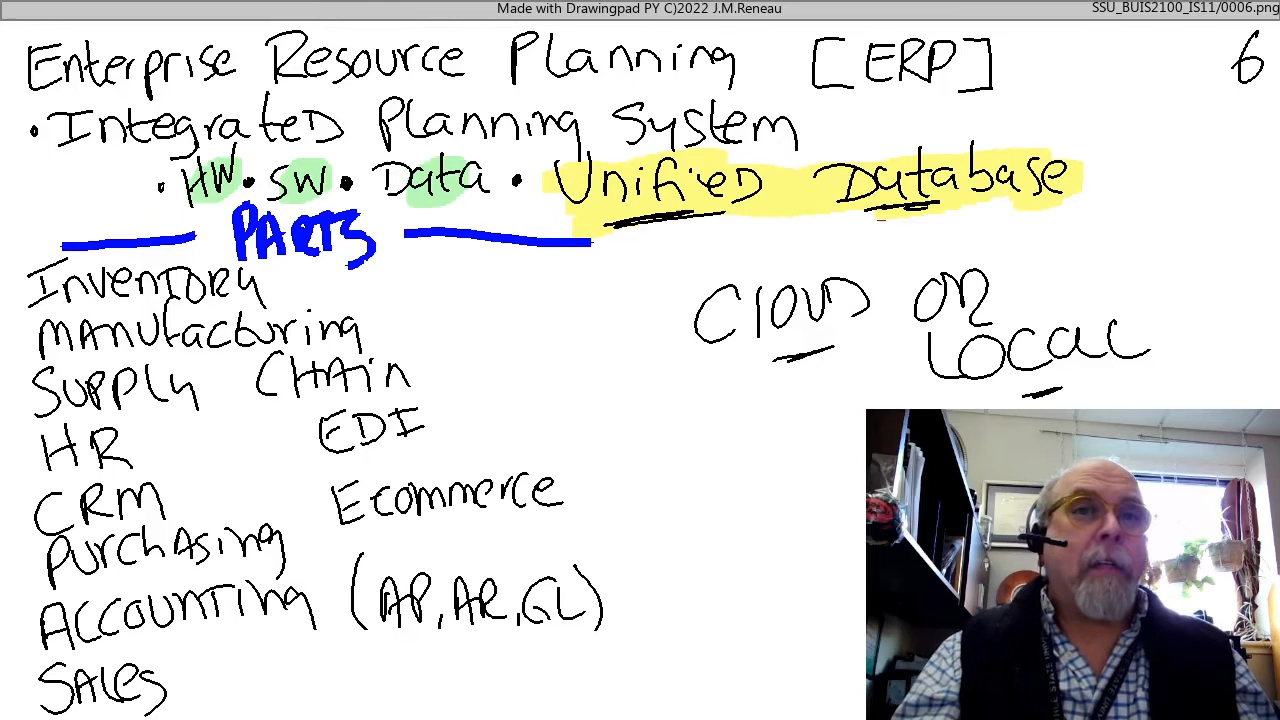 Made with Drawingpad PY C)2022 J.M.Reneau
SSU_BUIS2100_IS11/0006.png
Enterprise Resource Planning [ERP] 6
• Integrated Planning System
• HW • SW • Data • Unified Database
PARTS
Inventory
Manufacturing
Supply Chain
HR EDI
CRM Ecommerce
Purchasing
Accounting (AP, AR, GL)
Sales
Cloud or
Local